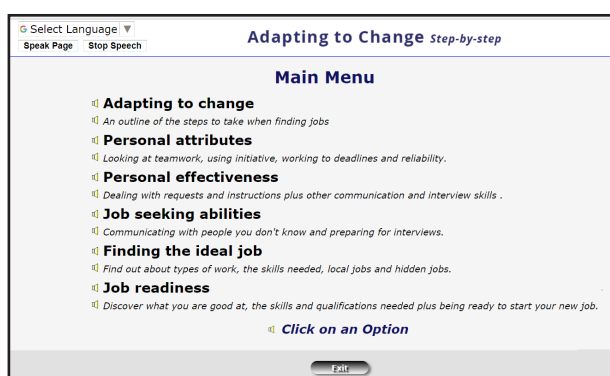 Select Language ▼
Speak Page Stop Speech
Adapting to Change Step-by-step
Main Menu
Adapting to change
An outline of the steps to take when finding jobs
Personal attributes
Looking at teamwork, using initiative, working to deadlines and reliability.
Personal effectiveness
Dealing with requests and instructions plus other communication and interview skills .
Job seeking abilities
Communicating with people you don't know and preparing for interviews.
Finding the ideal job
Find out about types of work, the skills needed, local jobs and hidden jobs.
Job readiness
Discover what you are good at, the skills and qualifications needed plus being ready to start your new job.
Click on an Option
Exit